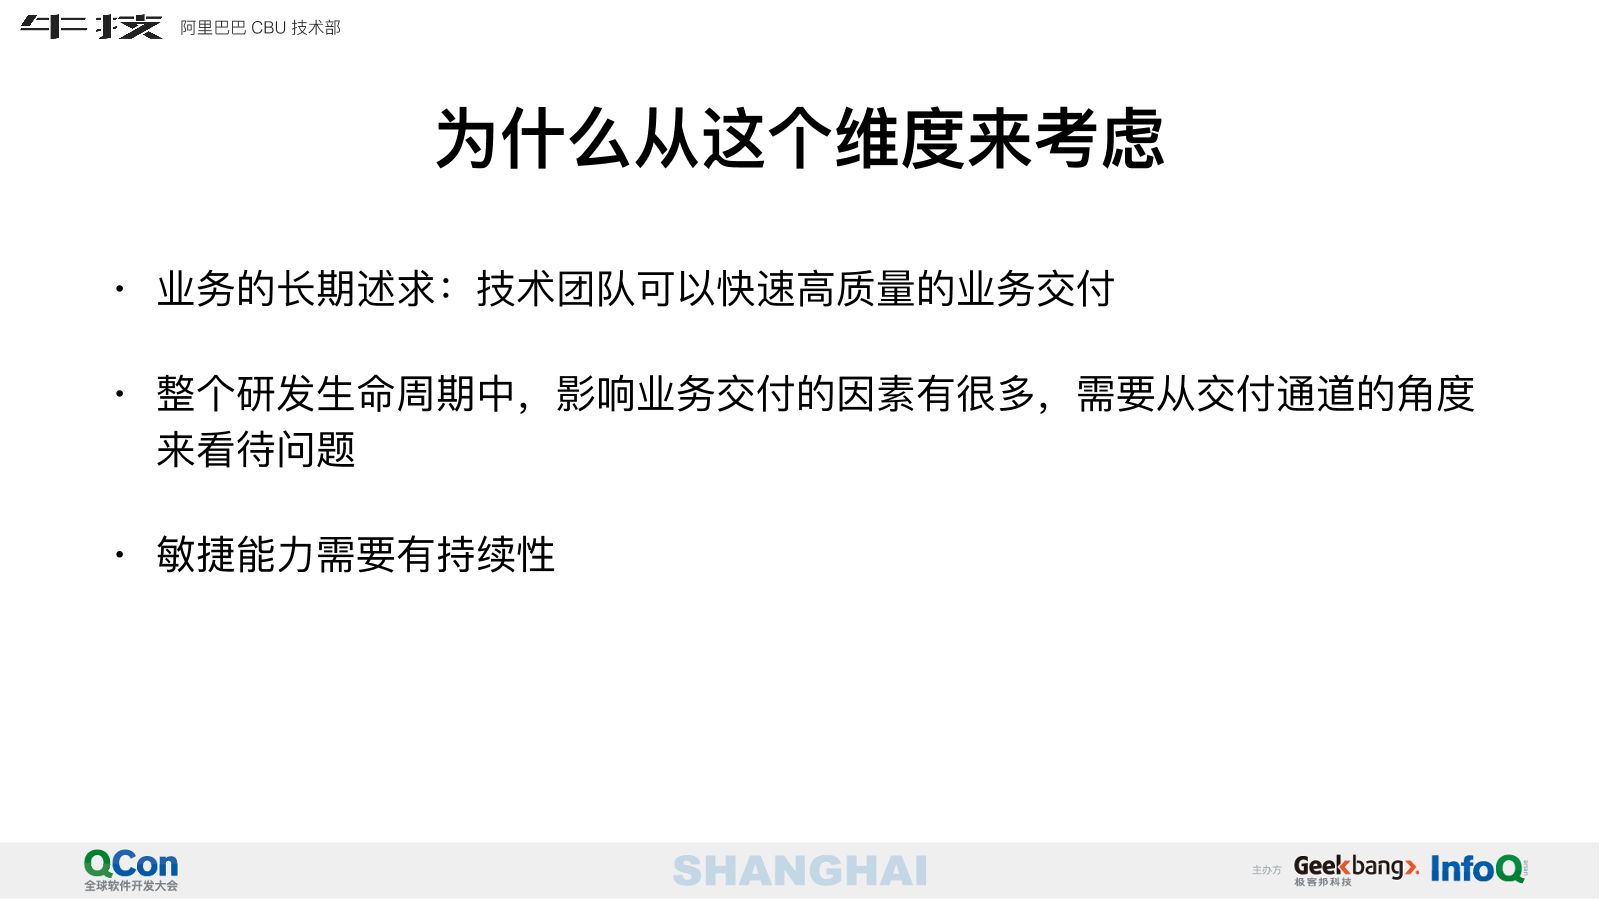 牛技 阿里巴巴 CBU 技术部
为什么从这个维度来考虑
· 业务的长期述求：技术团队可以快速高质量的业务交付
· 整个研发生命周期中，影响业务交付的因素有很多，需要从交付通道的角度
来看待问题
· 敏捷能力需要有持续性
QCon
全球软件开发大会
SHANGHAI
主办方 Geekbang>. InfoQ
极客邦科技